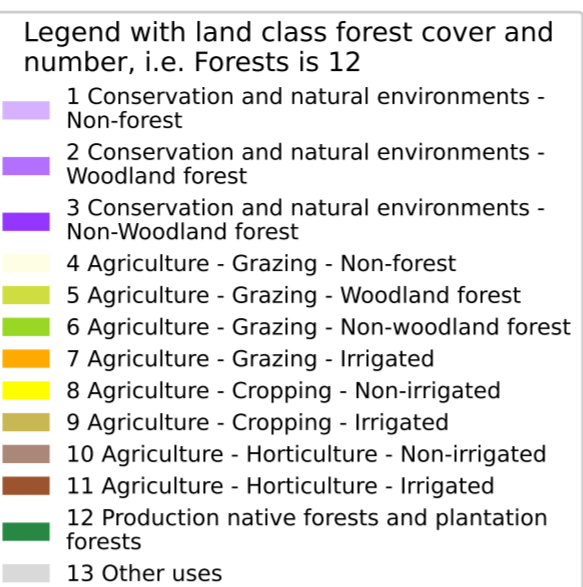 Legend with land class forest cover and
number, i.e. Forests is 12
1 Conservation and natural environments -
Non-forest
2 Conservation and natural environments -
Woodland forest
3 Conservation and natural environments -
Non-Woodland forest
4 Agriculture - Grazing - Non-forest
5 Agriculture - Grazing - Woodland forest
6 Agriculture - Grazing - Non-woodland forest
7 Agriculture - Grazing - Irrigated
8 Agriculture - Cropping - Non-irrigated
9 Agriculture - Cropping - Irrigated
10 Agriculture - Horticulture - Non-irrigated
11 Agriculture - Horticulture - Irrigated
12 Production native forests and plantation
forests
13 Other uses